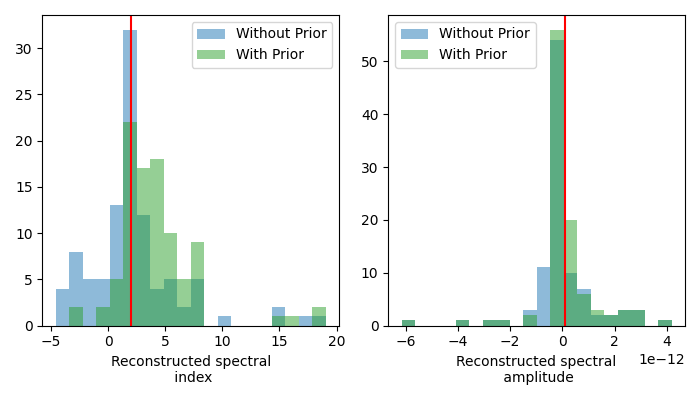 Without Prior
With Prior
30
25
20
15
10
5
0
−5 0 5 10 15 20
Reconstructed spectral
index
Without Prior
With Prior
50
40
30
20
10
0
−6 −4 −2 0 2 4
1e−12
Reconstructed spectral
amplitude